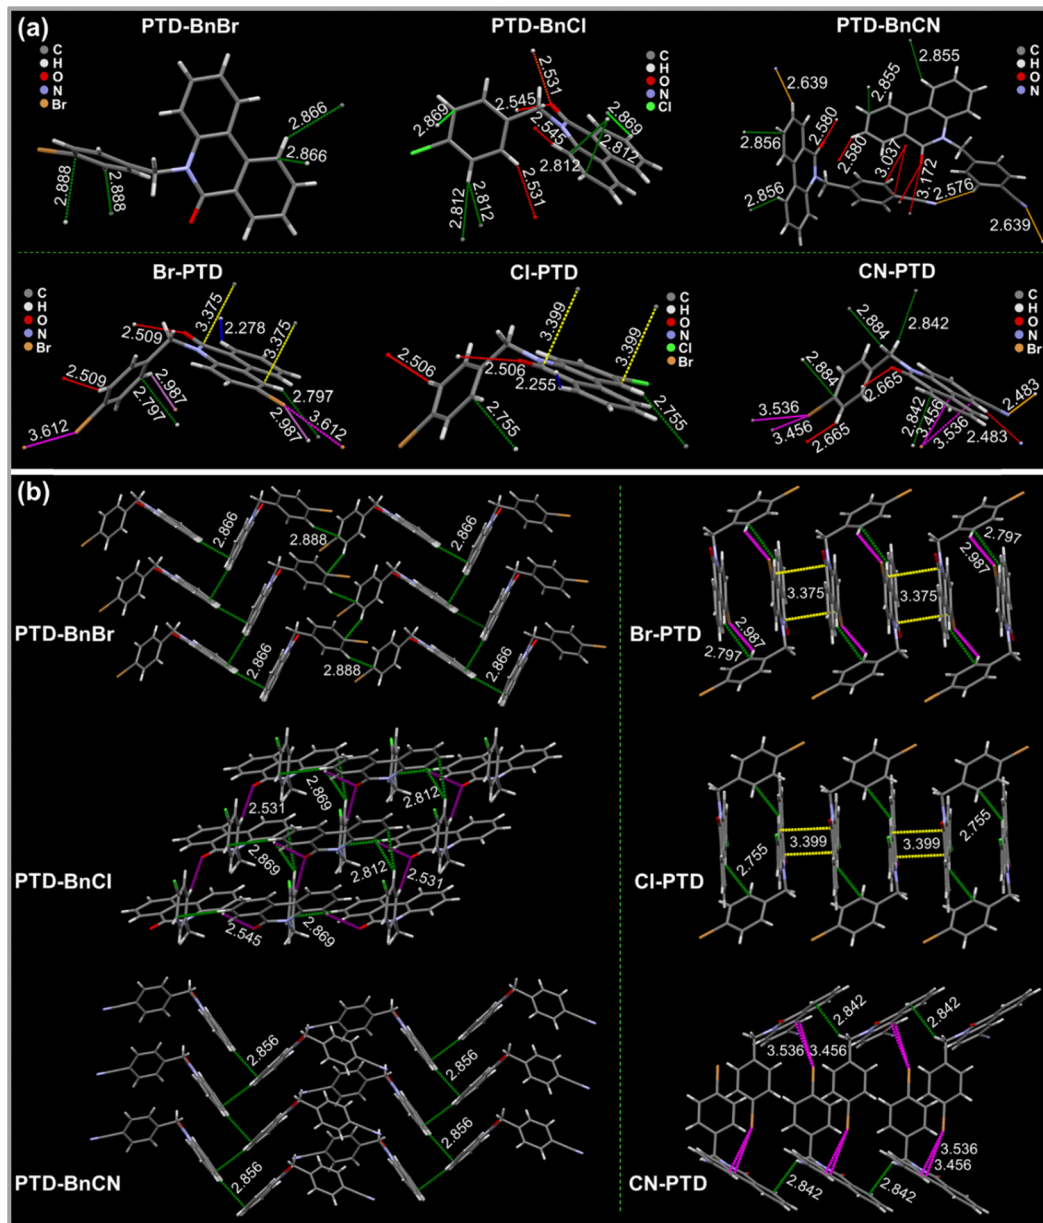 (a)
PTD-BnBr
C
H
O
N
Br
2.866
2.866
2.888
2.888
PTD-BnCl
C
H
O
N
Cl
2.531
2.545
2.869
2.869
2.545
2.812
2.812
2.812
2.812
2.531
PTD-BnCN
C
H
O
N
2.639
2.855
2.855
2.856
2.580
2.580
3.037
3.172
2.576
2.856
2.639
Br-PTD
C
H
O
N
Br
3.375
2.278
3.375
2.509
2.509
2.987
2.797
2.797
2.987
3.612
3.612
Cl-PTD
C
H
O
N
Cl
Br
3.399
3.399
2.506
2.506
2.255
2.755
2.755
CN-PTD
C
H
O
N
Br
2.884
2.842
2.884
2.665
2.483
3.536
3.456
2.665
2.842
3.456
3.536
2.483
(b)
2.866
2.888
2.866
PTD-BnBr
2.866
2.888
2.866
2.531
2.869
2.812
PTD-BnCl
2.869
2.812
2.531
2.545
2.869
2.856
2.856
2.856
2.856
PTD-BnCN
2.797
2.987
3.375
3.375
Br-PTD
2.987
2.797
3.399
3.399
2.755
2.755
Cl-PTD
2.842
2.842
3.536
3.456
3.536
3.456
2.842
2.842
CN-PTD